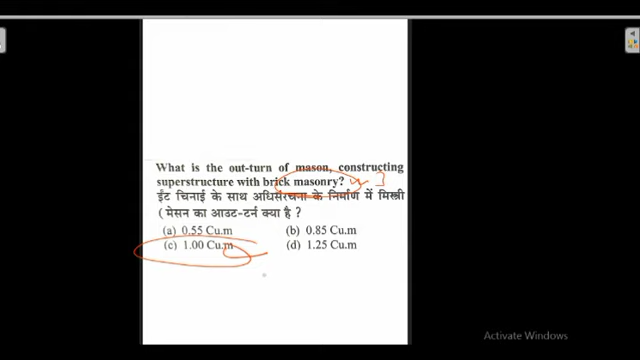 What is the out-turn of mason, constructing
superstructure with brick masonry? 3
ईंट चिनाई के साथ अधिसंरचना के निर्माण में मिस्त्री
(मेसन का आउट-टर्न क्या है ?
(a) 0.55 Cu.m (b) 0.85 Cu.m
(c) 1.00 Cu.m (d) 1.25 Cu.m
Activate Windows